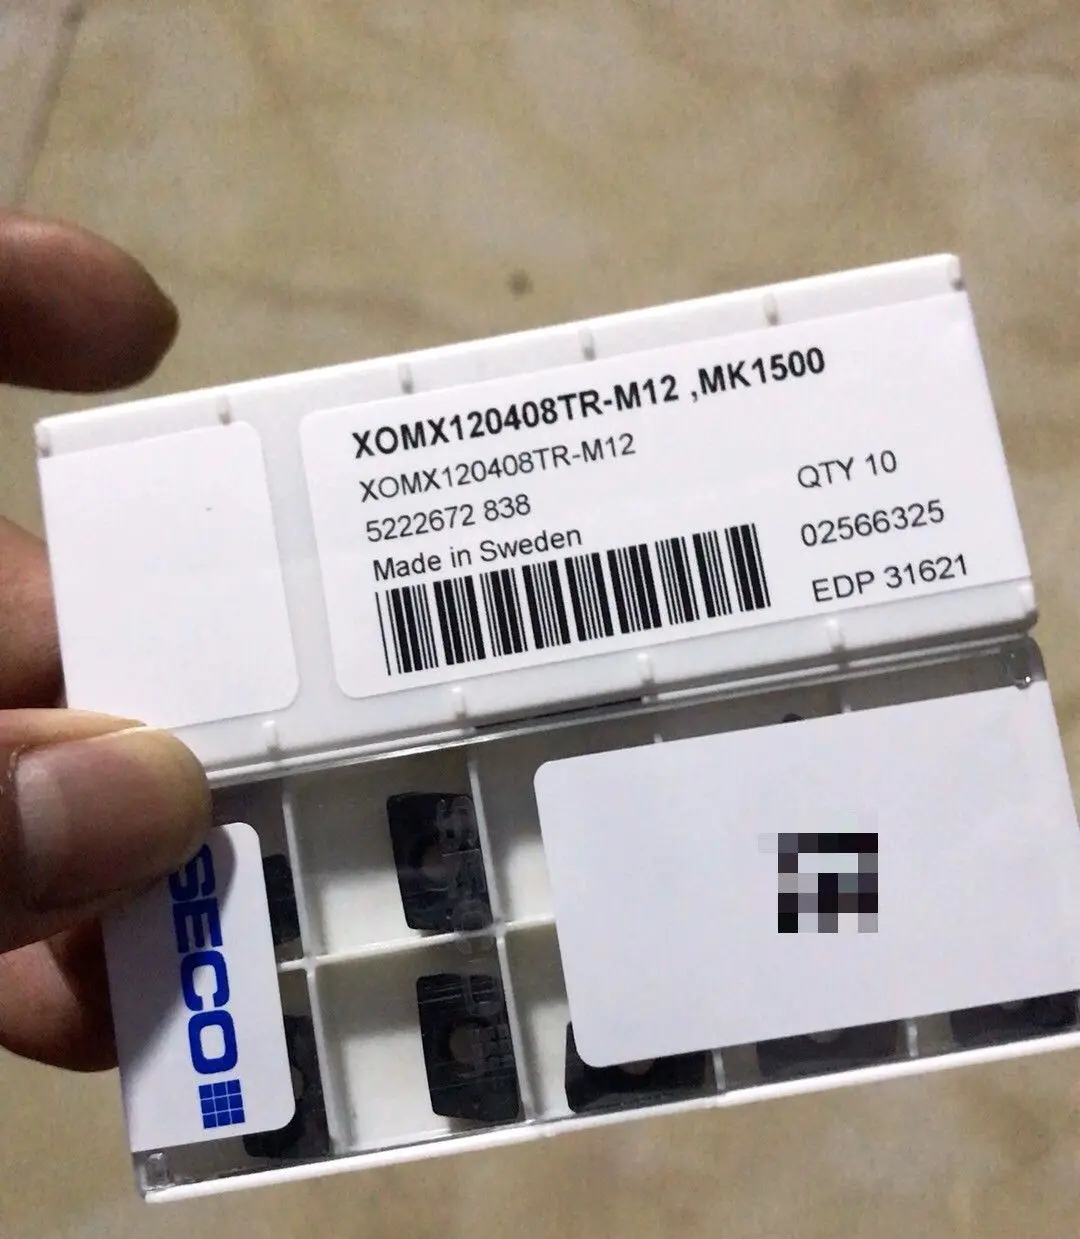 XOMX120408TR-M12 ,MK1500
XOMX120408TR-M12
5222672 838
Made in Sweden
QTY 10
02566325
EDP 31621
SECO